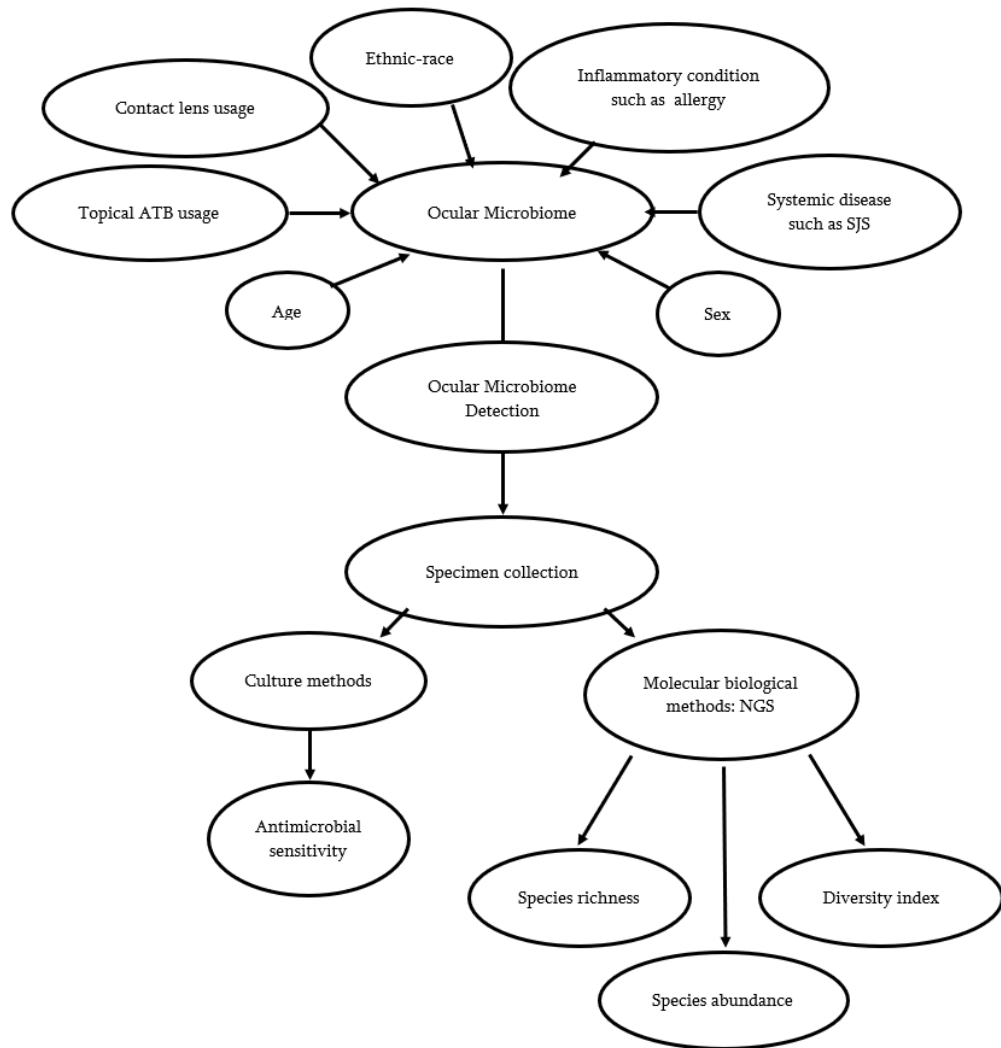 Ethnic-race
Inflammatory condition
such as allergy
Contact lens usage
Topical ATB usage
Ocular Microbiome
Systemic disease
such as SJS
Age
Sex
Ocular Microbiome
Detection
Specimen collection
Culture methods
Molecular biological
methods: NGS
Antimicrobial
sensitivity
Species richness
Diversity index
Species abundance